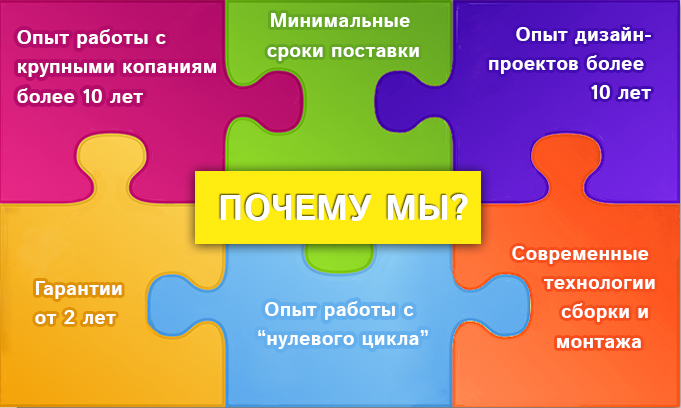 Опыт работы с
крупными копаниям
более 10 лет
Минимальные
сроки поставки
Опыт дизайн-
проектов более
10 лет
ПОЧЕМУ МЫ?
Гарантии
от 2 лет
Опыт работы с
“нулевого цикла”
Современные
технологии
сборки и
монтажа